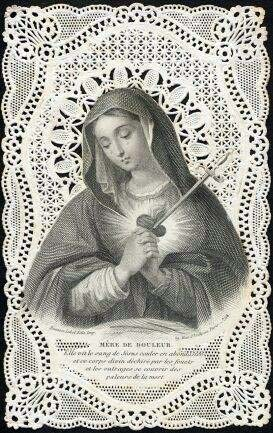 MÈRE DE DOULEUR.
Elle vit le sang de Jésus couler en abondance
et ce corps divin déchiré par les fouets
et les outrages se couvrir des
pâleurs de la mort.